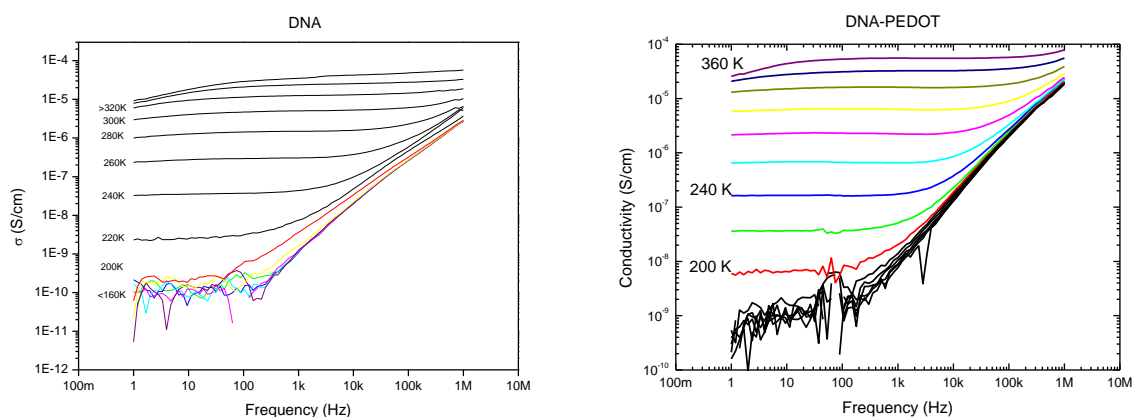 DNA
1E-4
1E-5
1E-6
1E-7
1E-8
1E-9
1E-10
1E-11
1E-12
σ (S/cm)
>320K
300K
280K
260K
240K
220K
200K
<160K
100m 1 10 100 1k 10k 100k 1M 10M
Frequency (Hz)
DNA-PEDOT
10⁻⁴
10⁻⁵
10⁻⁶
10⁻⁷
10⁻⁸
10⁻⁹
10⁻¹⁰
Conductivity (S/cm)
360 K
240 K
200 K
100m 1 10 100 1k 10k 100k 1M 10M
Frequency (Hz)